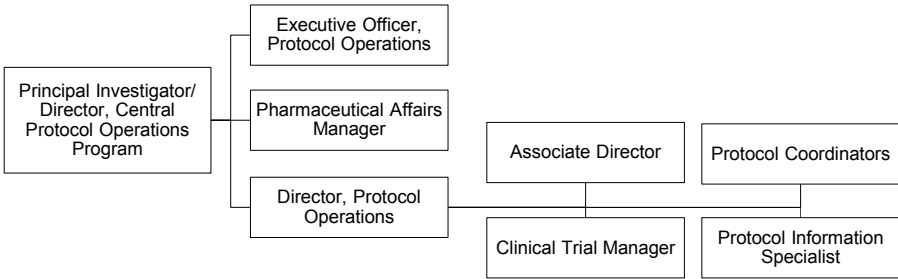 Principal Investigator/
Director, Central
Protocol Operations
Program
Executive Officer,
Protocol Operations
Pharmaceutical Affairs
Manager
Director, Protocol
Operations
Associate Director
Protocol Coordinators
Clinical Trial Manager
Protocol Information
Specialist